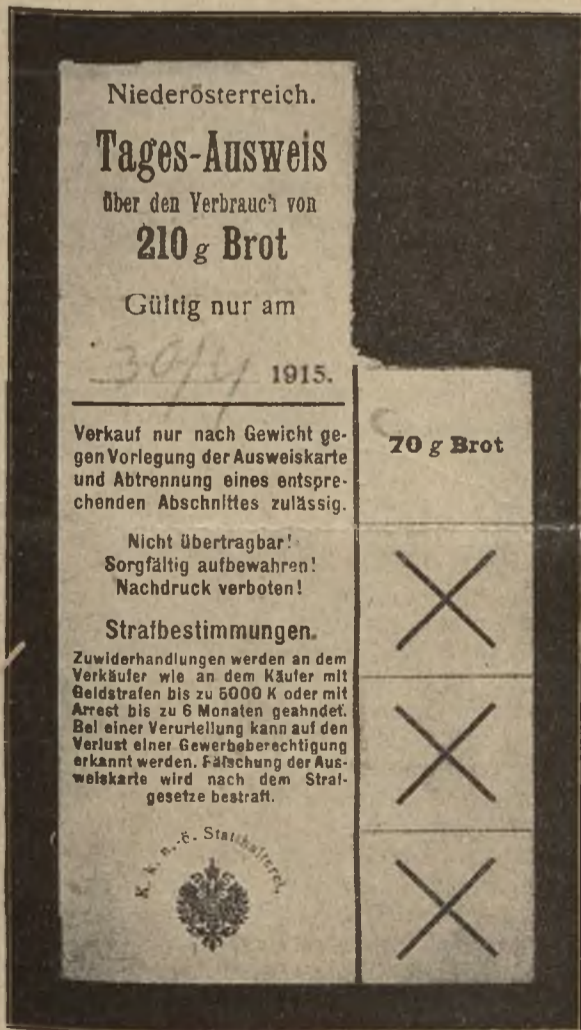 Niederösterreich.
Tages-Ausweis
über den Verbrauch von
210 g Brot
Gültig nur am
30/4 1915.
Verkauf nur nach Gewicht ge-
gen Vorlegung der Ausweiskarte
und Abtrennung eines entspre-
chenden Abschnittes zulässig.
Nicht übertragbar!
Sorgfältig aufbewahren!
Nachdruck verboten!
Strafbestimmungen.
Zuwiderhandlungen werden an dem
Verkäufer wie an dem Käufer mit
Geldstrafen bis zu 5000 K oder mit
Arrest bis zu 6 Monaten geahndet.
Bei einer Verurteilung kann auf den
Verlust einer Gewerbeberechtigung
erkannt werden. Fälschung der Aus-
weiskarte wird nach dem Straf-
gesetze bestraft.
K. k. n.-ö. Statthalterei.
70 g Brot